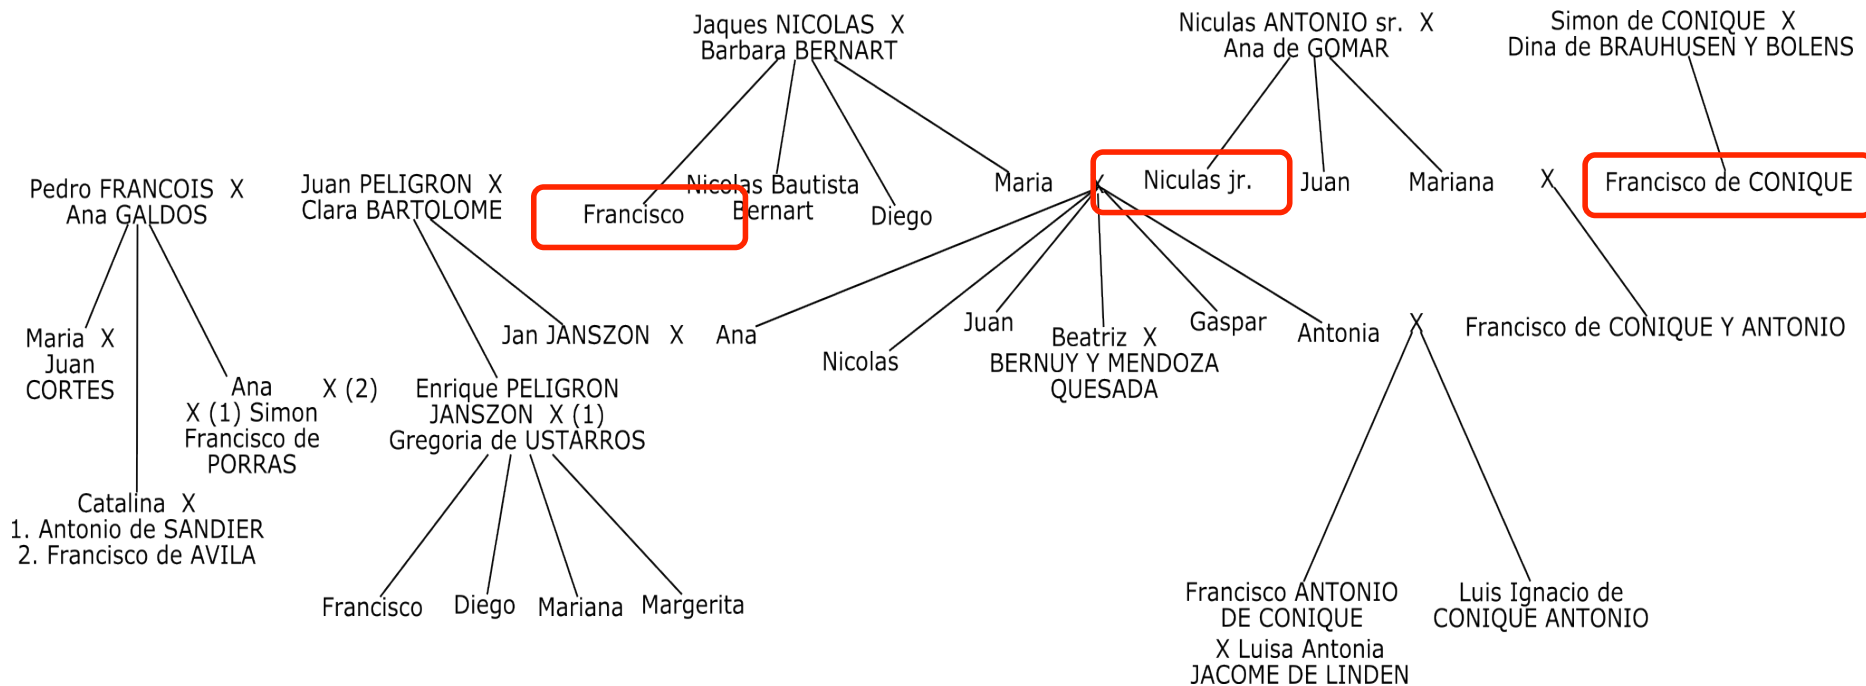 Jaques NICOLAS X
Barbara BERNART
Niculas ANTONIO sr. X
Ana de GOMAR
Simon de CONIQUE X
Dina de BRAUHUSEN Y BOLENS
Pedro FRANCOIS X
Ana GALDOS
Juan PELIGRON X
Clara BARTOLOME
Francisco
Nicolas Bautista
Bernart
Diego
Maria X
Niculas jr.
Juan
Mariana X
Francisco de CONIQUE
Maria X
Juan
CORTES
Ana X (2)
X (1) Simon
Francisco de
PORRAS
Catalina X
1. Antonio de SANDIER
2. Francisco de AVILA
Jan JANSZON X Ana
Enrique PELIGRON
JANSZON X (1)
Gregoria de USTARROS
Nicolas
Juan
Beatriz X
BERNUY Y MENDOZA
QUESADA
Gaspar
Antonia X
Francisco de CONIQUE Y ANTONIO
Francisco
Diego
Mariana
Margerita
Francisco ANTONIO
DE CONIQUE
X Luisa Antonia
JACOME DE LINDEN
Luis Ignacio de
CONIQUE ANTONIO